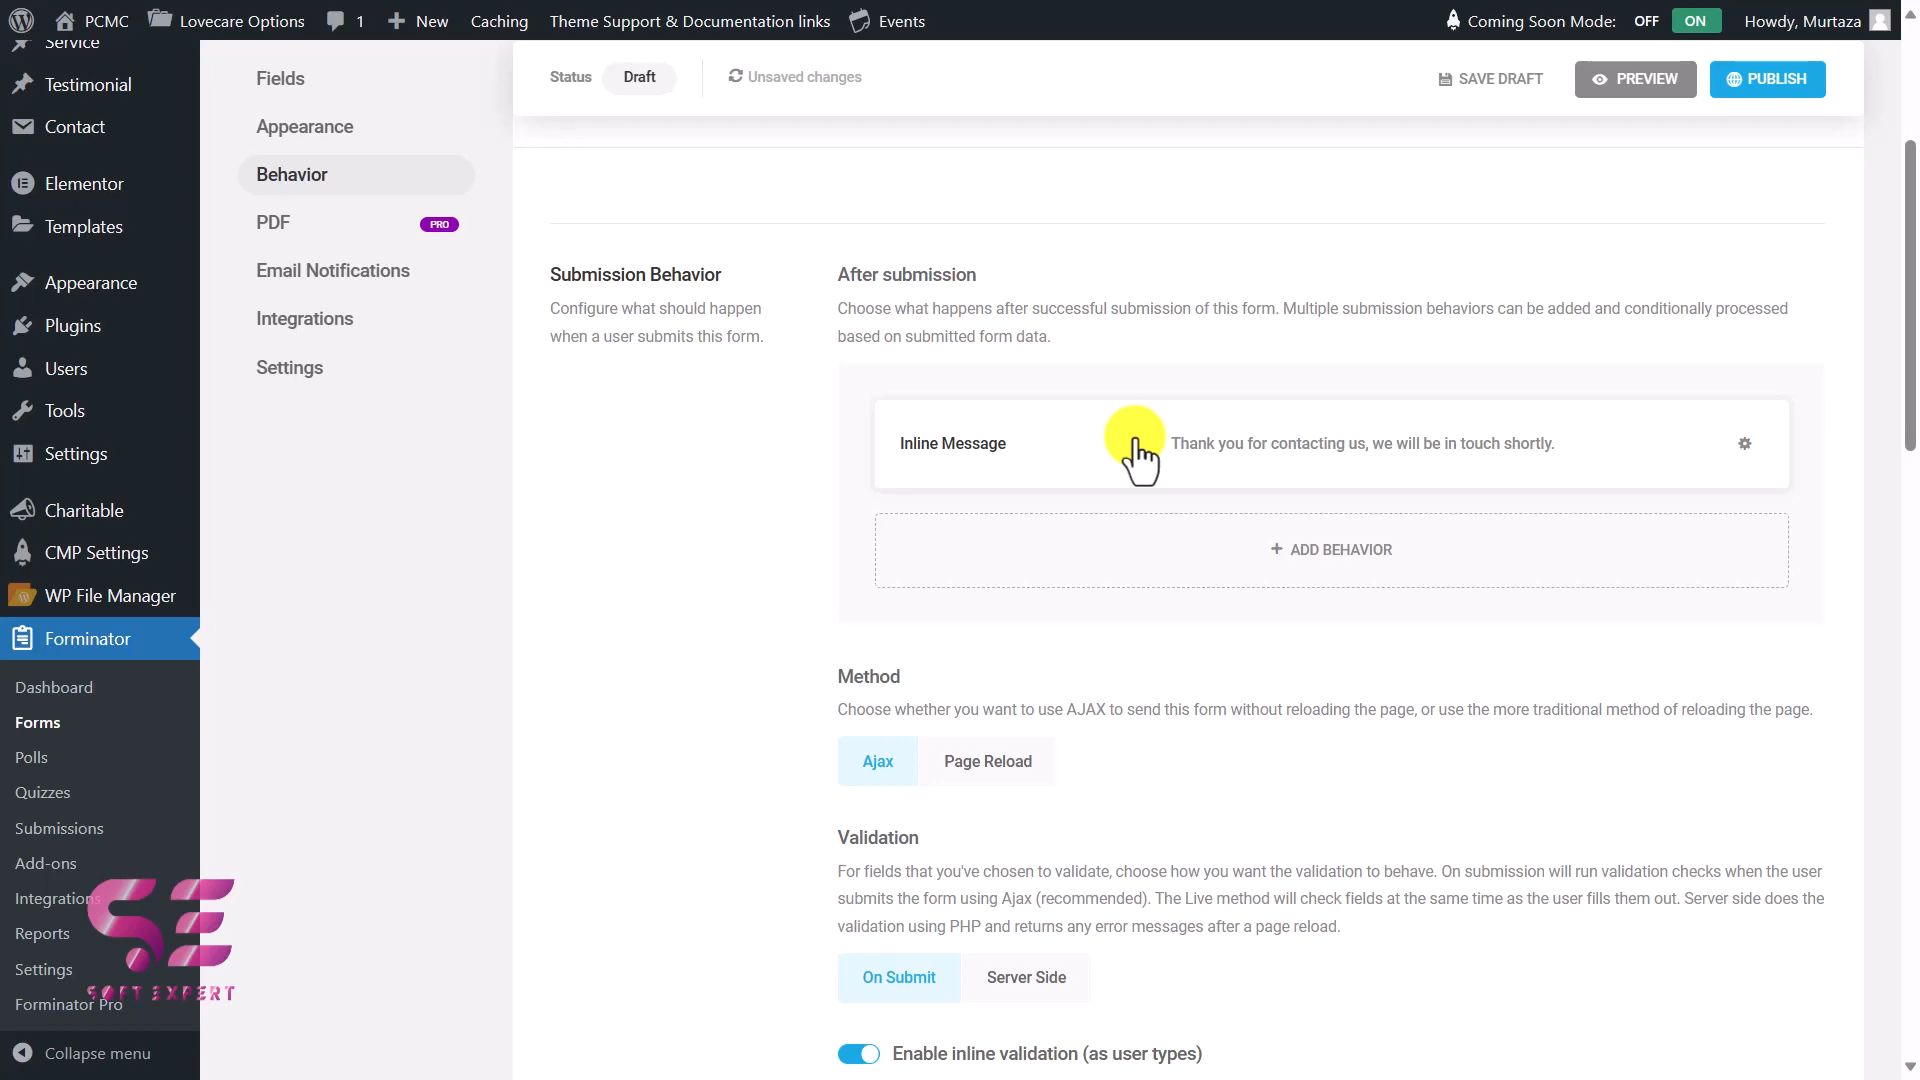 PCMC
Lovecare Options
1
New
Caching
Theme Support & Documentation links
Events
Coming Soon Mode:
OFF
ON
Howdy, Murtaza
Service
Testimonial
Contact
Elementor
Templates
Appearance
Plugins
Users
Tools
Settings
Charitable
CMP Settings
WP File Manager
Forminator
Dashboard
Forms
Polls
Quizzes
Submissions
Add-ons
Integrations
Reports
Settings
Forminator Pro
Collapse menu
SE
SOFT EXPERT
Fields
Appearance
Behavior
PDF
PRO
Email Notifications
Integrations
Settings
Status
Draft
Unsaved changes
SAVE DRAFT
PREVIEW
PUBLISH
Submission Behavior
Configure what should happen
when a user submits this form.
After submission
Choose what happens after successful submission of this form. Multiple submission behaviors can be added and conditionally processed
based on submitted form data.
Inline Message
Thank you for contacting us, we will be in touch shortly.
+ ADD BEHAVIOR
Method
Choose whether you want to use AJAX to send this form without reloading the page, or use the more traditional method of reloading the page.
Ajax
Page Reload
Validation
For fields that you've chosen to validate, choose how you want the validation to behave. On submission will run validation checks when the user
submits the form using Ajax (recommended). The Live method will check fields at the same time as the user fills them out. Server side does the
validation using PHP and returns any error messages after a page reload.
On Submit
Server Side
Enable inline validation (as user types)